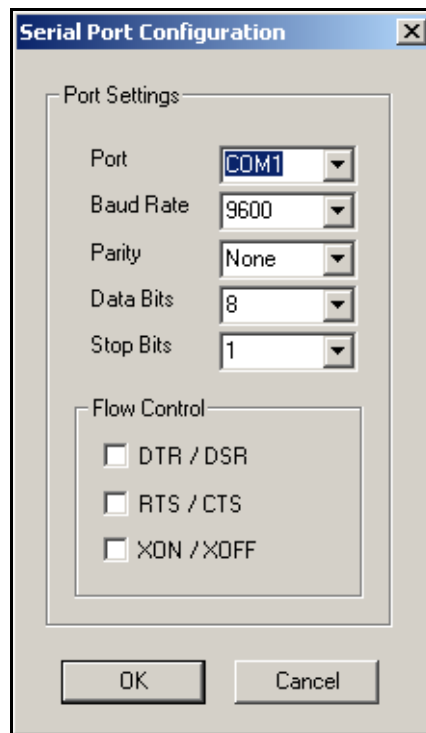 Serial Port Configuration
Port Settings
Port COM1
Baud Rate 9600
Parity None
Data Bits 8
Stop Bits 1
Flow Control
DTR / DSR
RTS / CTS
XON / XOFF
OK Cancel